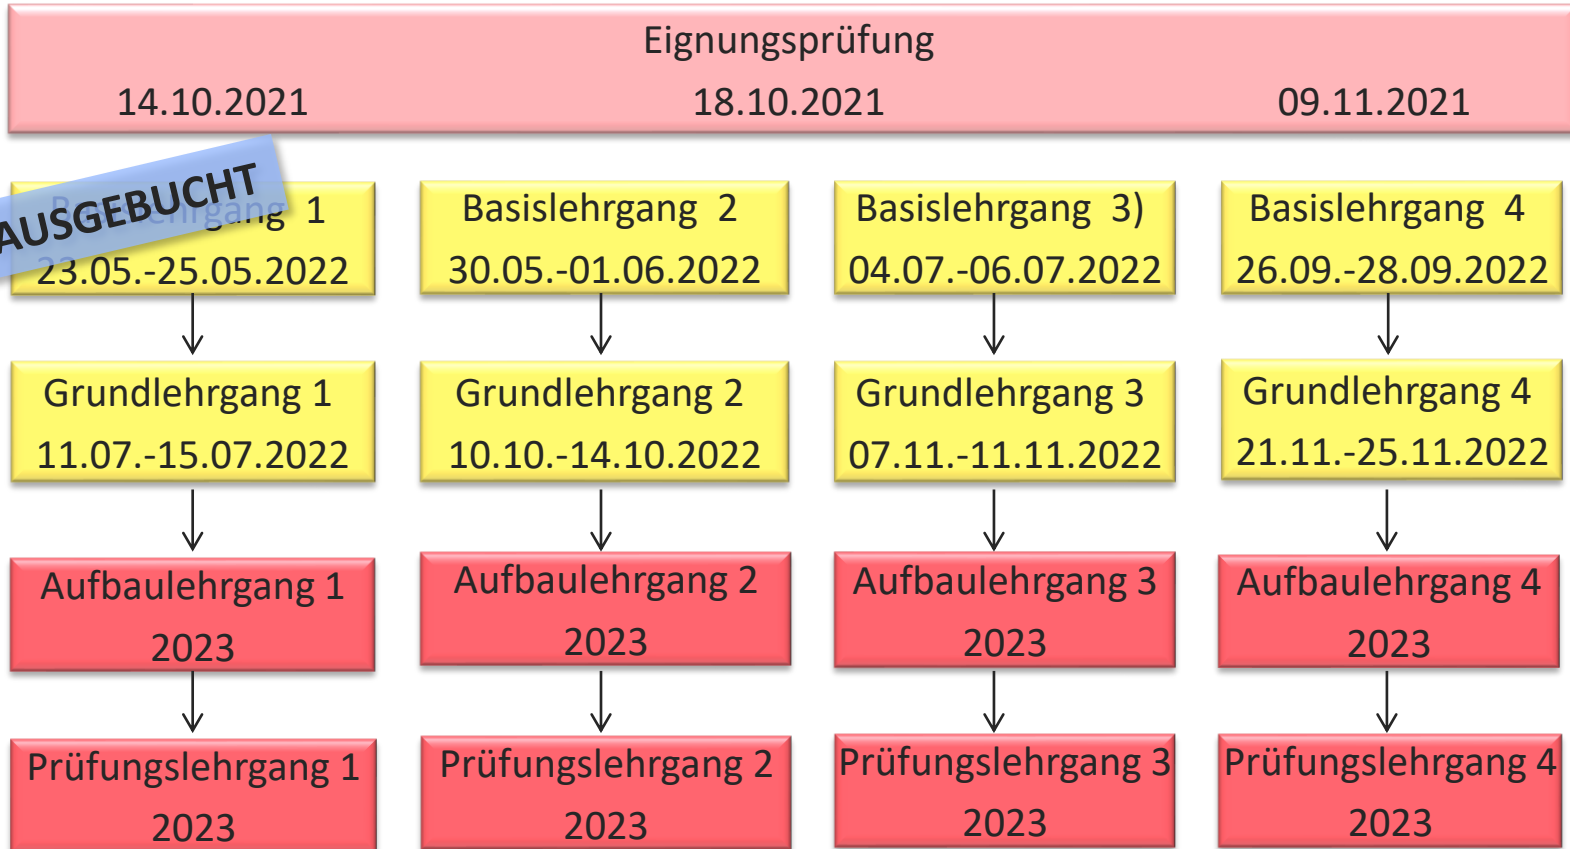 Eignungsprüfung
14.10.2021 18.10.2021 09.11.2021
AUSGEBUCHT
Basislehrgang 1
23.05.-25.05.2022
Basislehrgang 2
30.05.-01.06.2022
Basislehrgang 3)
04.07.-06.07.2022
Basislehrgang 4
26.09.-28.09.2022
Grundlehrgang 1
11.07.-15.07.2022
Grundlehrgang 2
10.10.-14.10.2022
Grundlehrgang 3
07.11.-11.11.2022
Grundlehrgang 4
21.11.-25.11.2022
Aufbaulehrgang 1
2023
Aufbaulehrgang 2
2023
Aufbaulehrgang 3
2023
Aufbaulehrgang 4
2023
Prüfungslehrgang 1
2023
Prüfungslehrgang 2
2023
Prüfungslehrgang 3
2023
Prüfungslehrgang 4
2023